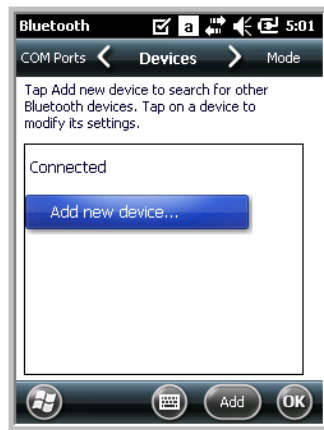 Bluetooth a 5:01
COM Ports Devices Mode
Tap Add new device to search for other
Bluetooth devices. Tap on a device to
modify its settings.
Connected
Add new device...
Add OK